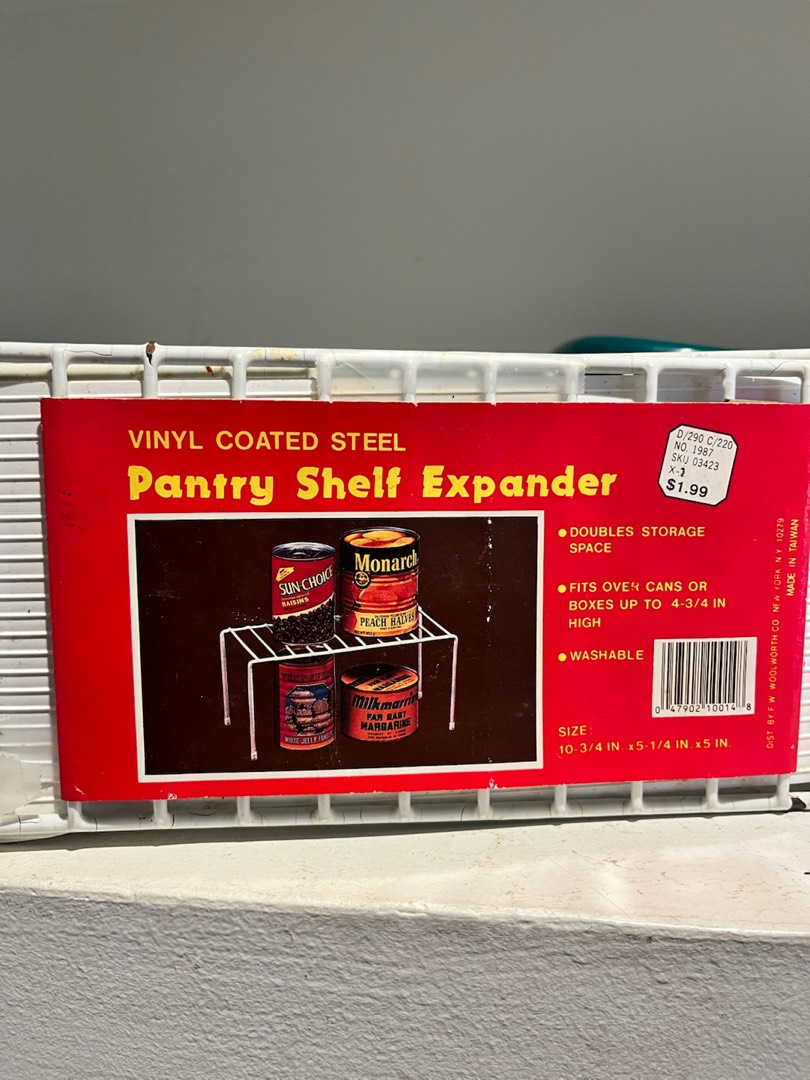 VINYL COATED STEEL
Pantry Shelf Expander
D/290 C/220
NO. 1987
SKU 03423
$1.99
SUN-CHOICE
RAISINS
Monarch
PEACH HALVES
FAR EAST
MARGARINE
WHITE JELLY
● DOUBLES STORAGE
SPACE
● FITS OVER CANS OR
BOXES UP TO 4-3/4 IN
HIGH
● WASHABLE
0 47902 10014 8
SIZE:
10-3/4 IN. x 5-1/4 IN. x 5 IN.
DIST. BY F.W. WOOLWORTH CO. NEW YORK, N.Y. 10279
MADE IN TAIWAN